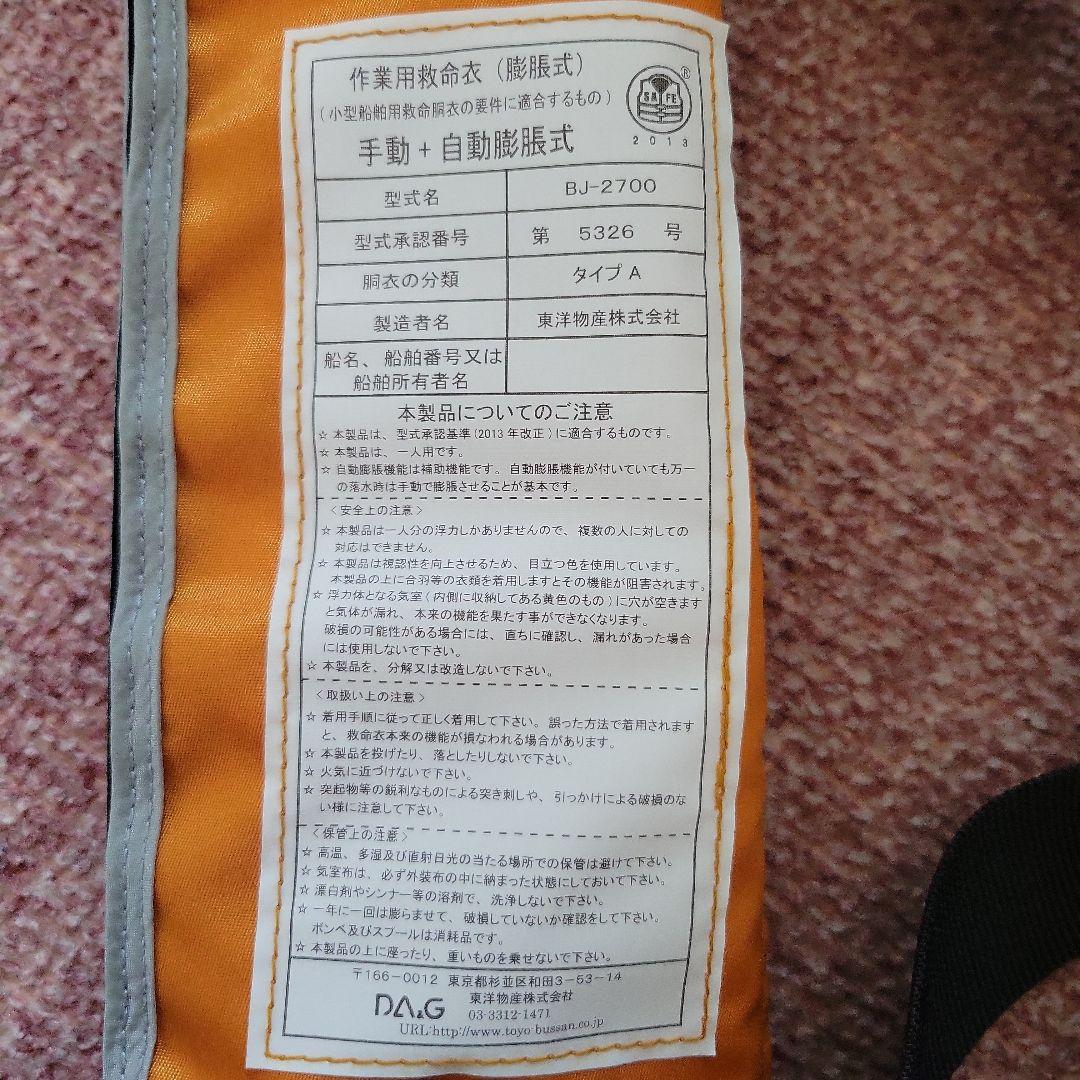 作業用救命衣（膨脹式）
（小型船舶用救命胴衣の要件に適合するもの）
手動＋自動膨脹式
SAFE
®
2013
型式名 BJ-2700
型式承認番号 第 5326 号
胴衣の分類 タイプA
製造者名 東洋物産株式会社
船名、船舶番号又は
船舶所有者名
本製品についてのご注意
☆ 本製品は、型式承認基準(2013年改正)に適合するものです。
☆ 本製品は、一人用です。
☆ 自動膨脹機能は補助機能です。自動膨脹機能が付いていても万一
の落水時は手動で膨脹させることが基本です。
＜安全上の注意＞
☆ 本製品は一人分の浮力しかありませんので、複数の人に対しての
対応はできません。
☆ 本製品は視認性を向上させるため、目立つ色を使用しています。
本製品の上に合羽等の衣類を着用しますとその機能が阻害されます。
☆ 浮力体となる気室(内側に収納してある黄色のもの)に穴が空きます
と気体が漏れ、本来の機能を果たす事ができなくなります。
破損の可能性がある場合には、直ちに確認し、漏れがあった場合
には使用しないで下さい。
☆ 本製品を、分解又は改造しないで下さい。
＜取扱い上の注意＞
☆ 着用手順に従って正しく着用して下さい。誤った方法で着用されます
と、救命衣本来の機能が損なわれる場合があります。
☆ 本製品を投げたり、落としたりしないで下さい。
☆ 火気に近づけないで下さい。
☆ 突起物等の鋭利なものによる突き刺しや、引っかけによる破損のな
い様に注意して下さい。
＜保管上の注意＞
☆ 高温、多湿及び直射日光の当たる場所での保管は避けて下さい。
☆ 気室布は、必ず外装布の中に納まった状態にしておいて下さい。
☆ 漂白剤やシンナー等の溶剤で、洗浄しないで下さい。
☆ 一年に一回は膨らませて、破損していないか確認をして下さい。
ボンベ及びスプールは消耗品です。
☆ 本製品の上に座ったり、重いものを乗せないで下さい。
〒166-0012 東京都杉並区和田3-53-14
DA&G 東洋物産株式会社
03-3312-1471
URL:http://www.toyo-bussan.co.jp